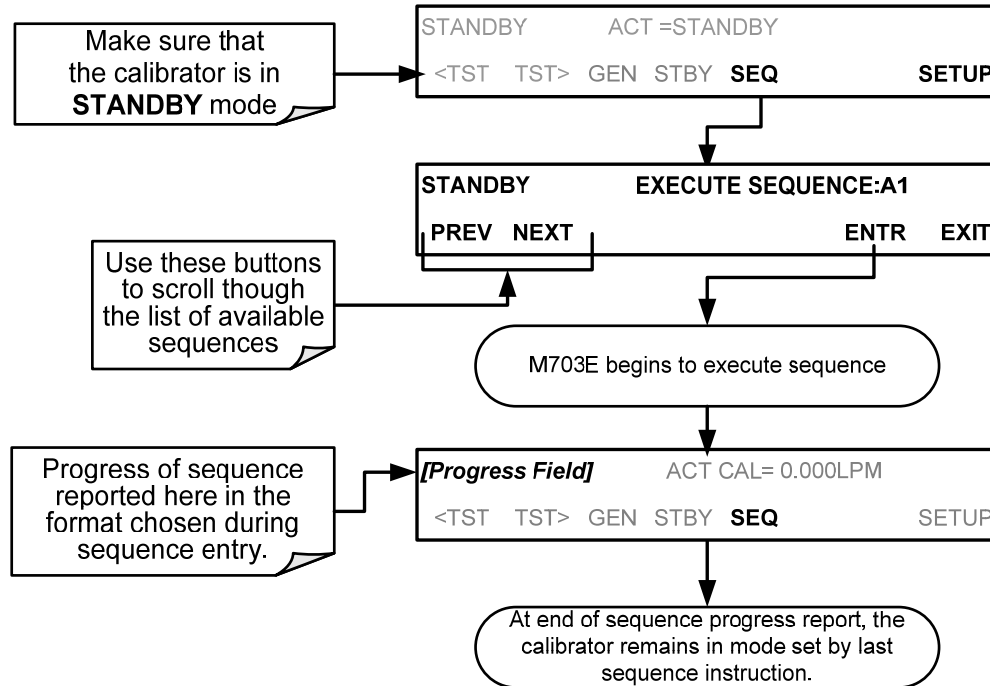 Make sure that
the calibrator is in
STANDBY mode
STANDBY ACT =STANDBY
<TST TST> GEN STBY SEQ SETUP
STANDBY EXECUTE SEQUENCE:A1
PREV NEXT ENTR EXIT
Use these buttons
to scroll though
the list of available
sequences
M703E begins to execute sequence
Progress of sequence
reported here in the
format chosen during
sequence entry.
[Progress Field] ACT CAL= 0.000LPM
<TST TST> GEN STBY SEQ SETUP
At end of sequence progress report, the
calibrator remains in mode set by last
sequence instruction.